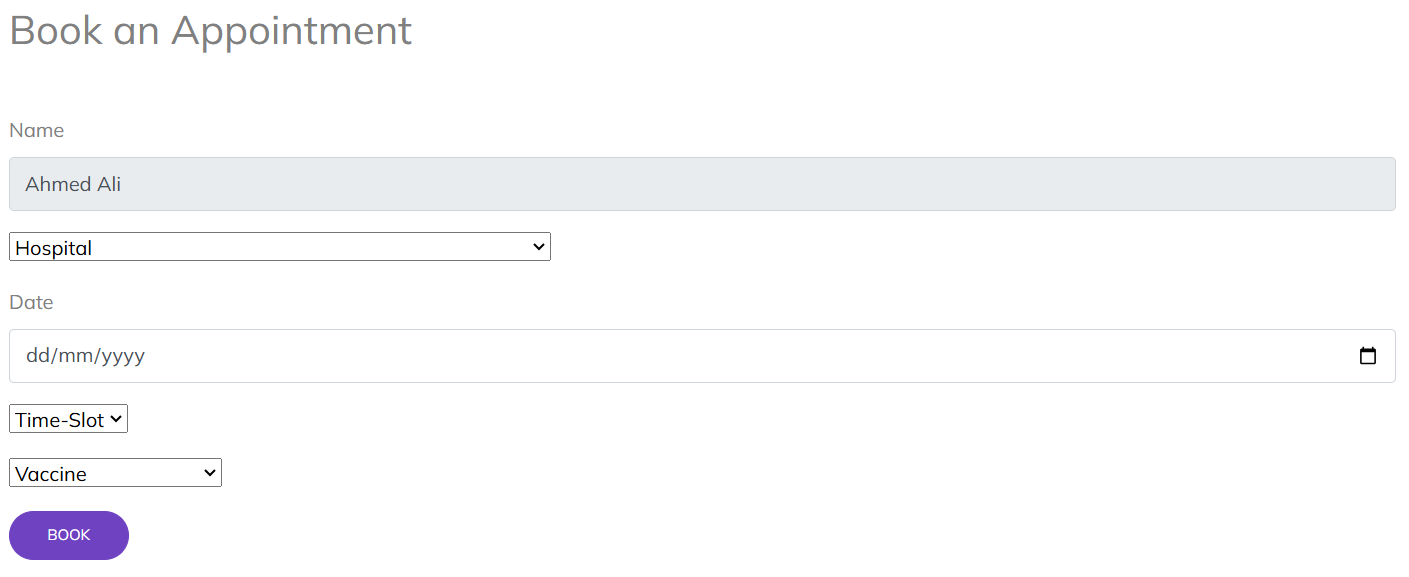 Book an Appointment
Name
Ahmed Ali
Hospital
Date
dd/mm/yyyy
Time-Slot
Vaccine
BOOK